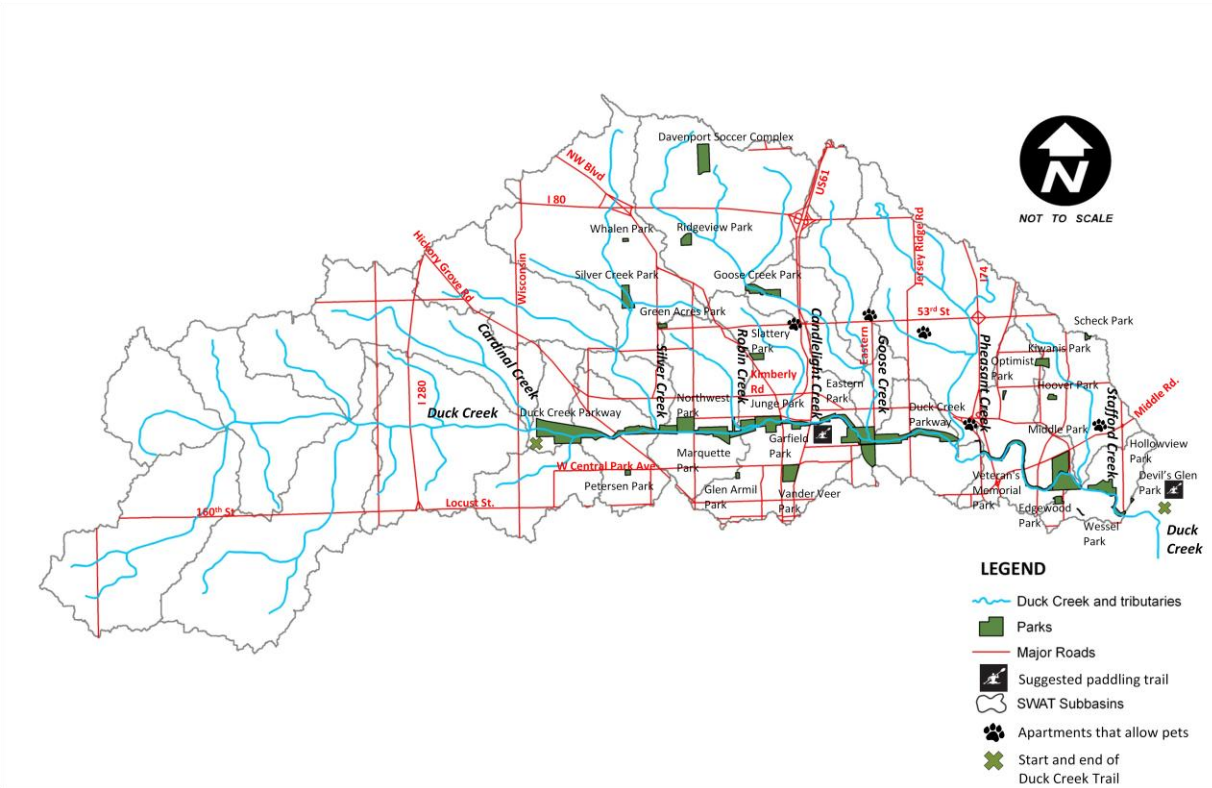 Davenport Soccer Complex
NW Blvd
US61
N
NOT TO SCALE
I 80
Whalen Park
Ridgeview Park
Hickory Grove Rd
Wisconsin
Jersey Ridge Rd
I 74
Silver Creek Park
Goose Creek Park
Green Acres Park
53rd St
Scheck Park
Cardinal Creek
Silver Creek
Robin Creek
Slattery
Park
Candlelight Creek
Eastern
Goose Creek
Pheasant Creek
Kiwanis Park
Optimist
Park
Kimberly
Rd
Hoover Park
Stafford Creek
Middle Rd.
I 280
Duck Creek
Duck Creek Parkway
Northwest
Park
Junge Park
Eastern
Park
Duck Creek
Parkway
Middle Park
Hollowview
Park
Garfield
Park
Marquette
Park
W Central Park Ave
Petersen Park
Glen Armil
Park
Vander Veer
Park
Veteran's
Memorial
Park
Edgewood
Park
Devil's Glen
Park
Wessel
Park
160th St
Locust St.
Duck
Creek
LEGEND
Duck Creek and tributaries
Parks
Major Roads
Suggested paddling trail
SWAT Subbasins
Apartments that allow pets
Start and end of
Duck Creek Trail